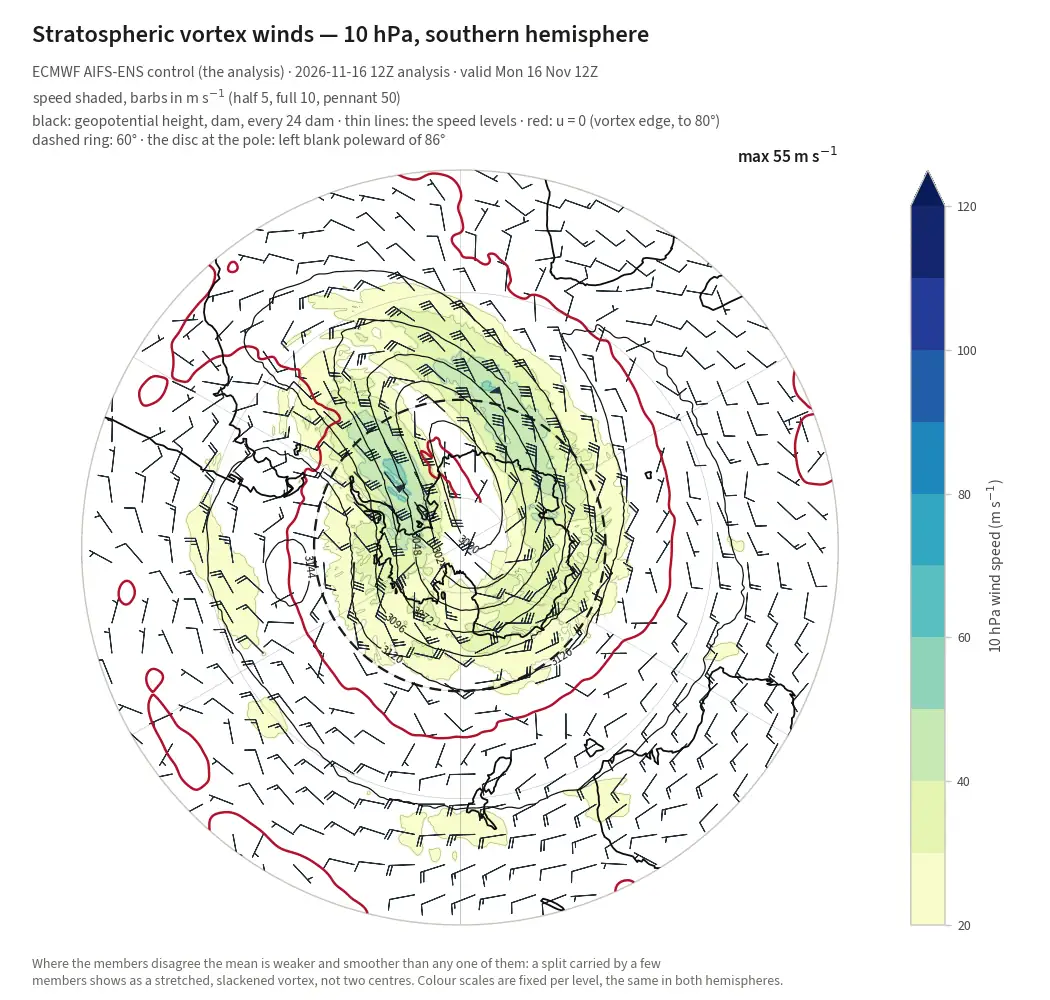 Stratospheric vortex winds — 10 hPa, southern hemisphere
ECMWF AIFS-ENS control (the analysis) · 2026-11-16 12Z analysis · valid Mon 16 Nov 12Z
speed shaded, barbs in m s⁻¹ (half 5, full 10, pennant 50)
black: geopotential height, dam, every 24 dam · thin lines: the speed levels · red: u = 0 (vortex edge, to 80°)
dashed ring: 60° · the disc at the pole: left blank poleward of 86°
max 55 m s⁻¹
120
100
80
60
40
20
10 hPa wind speed (m s⁻¹)
3144
3072
3096
3120
3120
Where the members disagree the mean is weaker and smoother than any one of them: a split carried by a few
members shows as a stretched, slackened vortex, not two centres. Colour scales are fixed per level, the same in both hemispheres.